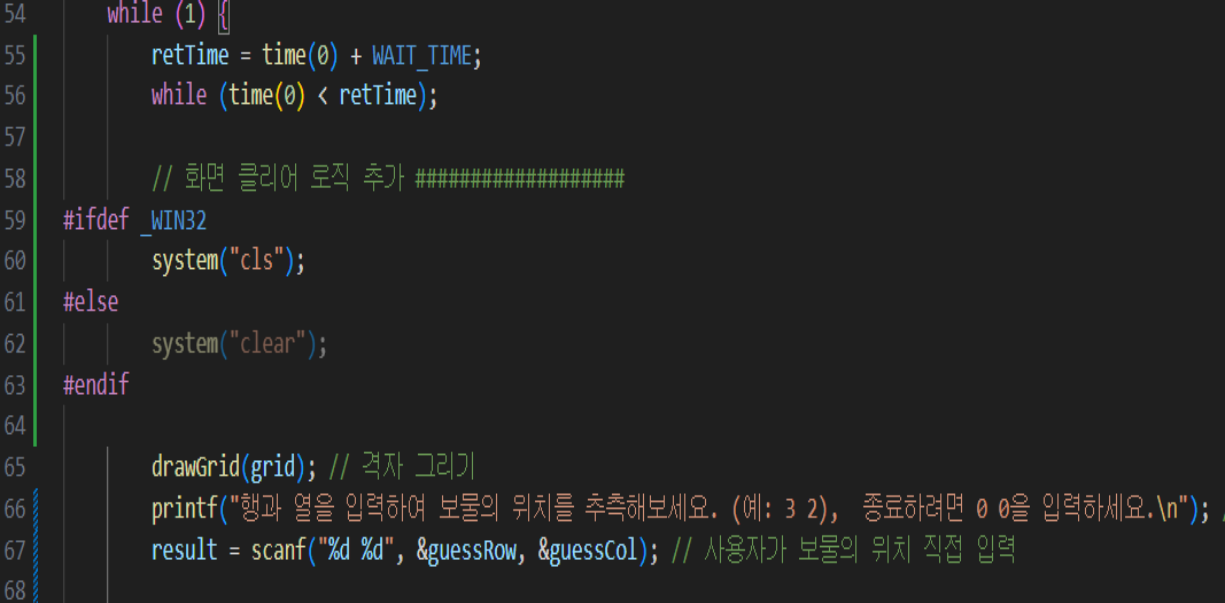 54 while (1) {
55 retTime = time(0) + WAIT_TIME;
56 while (time(0) < retTime);
57
58 // 화면 클리어 로직 추가 ###################
59 #ifdef _WIN32
60 system("cls");
61 #else
62 system("clear");
63 #endif
64
65 drawGrid(grid); // 격자 그리기
66 printf("행과 열을 입력하여 보물의 위치를 추측해보세요. (예: 3 2), 종료하려면 0 0을 입력하세요.\n"); /
67 result = scanf("%d %d", &guessRow, &guessCol); // 사용자가 보물의 위치 직접 입력
68